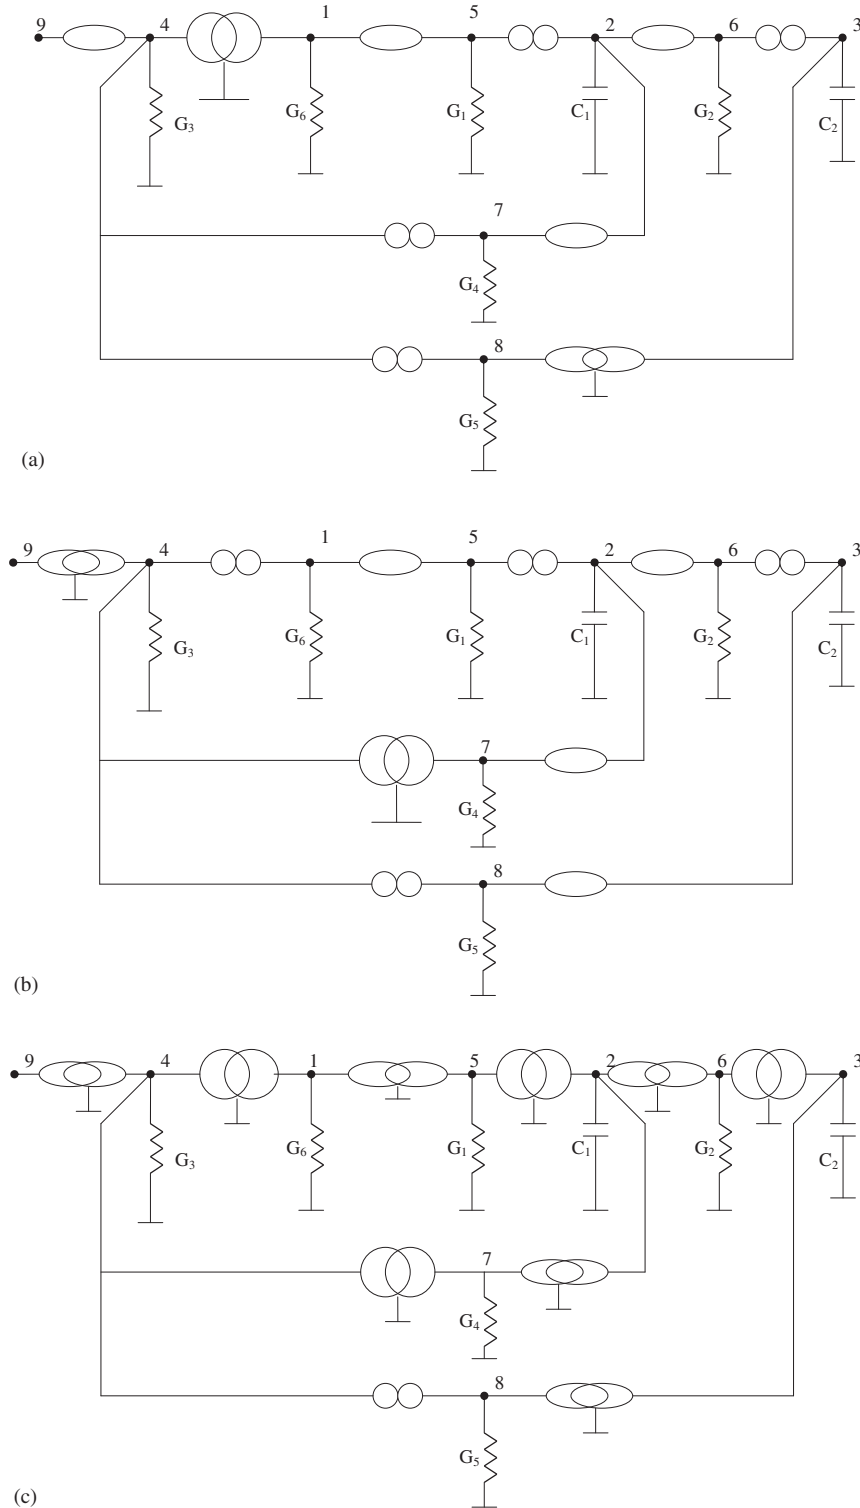 9 4 1 5 2 6 3
G₃ G₆ G₁ C₁ G₂ C₂
7
G₄
8
G₅
(a)
9 4 1 5 2 6 3
G₃ G₆ G₁ C₁ G₂ C₂
7
G₄
8
G₅
(b)
9 4 1 5 2 6 3
G₃ G₆ G₁ C₁ G₂ C₂
7
G₄
8
G₅
(c)